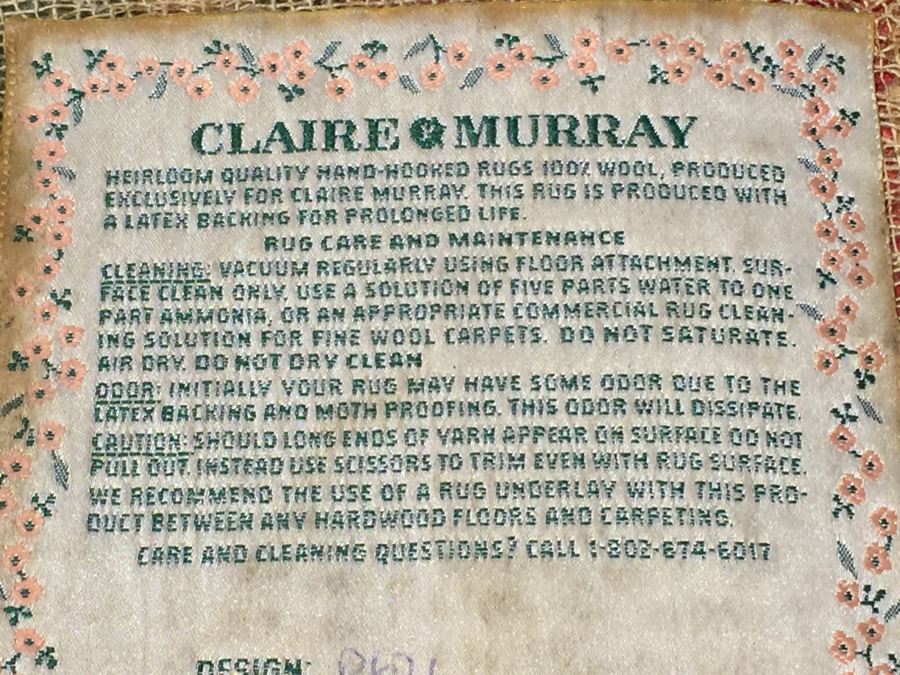 CLAIRE MURRAY
HEIRLOOM QUALITY HAND-HOOKED RUGS 100% WOOL, PRODUCED
EXCLUSIVELY FOR CLAIRE MURRAY. THIS RUG IS PRODUCED WITH
A LATEX BACKING FOR PROLONGED LIFE.
RUG CARE AND MAINTENANCE
CLEANING: VACUUM REGULARLY USING FLOOR ATTACHMENT. SUR-
FACE CLEAN ONLY. USE A SOLUTION OF FIVE PARTS WATER TO ONE
PART AMMONIA, OR AN APPROPRIATE COMMERCIAL RUG CLEAN-
ING SOLUTION FOR FINE WOOL CARPETS. DO NOT SATURATE.
AIR DRY. DO NOT DRY CLEAN
ODOR: INITIALLY YOUR RUG MAY HAVE SOME ODOR DUE TO THE
LATEX BACKING AND MOTH PROOFING. THIS ODOR WILL DISSIPATE.
CAUTION: SHOULD LONG ENDS OF YARN APPEAR ON SURFACE DO NOT
PULL OUT. INSTEAD USE SCISSORS TO TRIM EVEN WITH RUG SURFACE.
WE RECOMMEND THE USE OF A RUG UNDERLAY WITH THIS PRO-
DUCT BETWEEN ANY HARDWOOD FLOORS AND CARPETING.
CARE AND CLEANING QUESTIONS? CALL 1-802-674-6017
DESIGN: